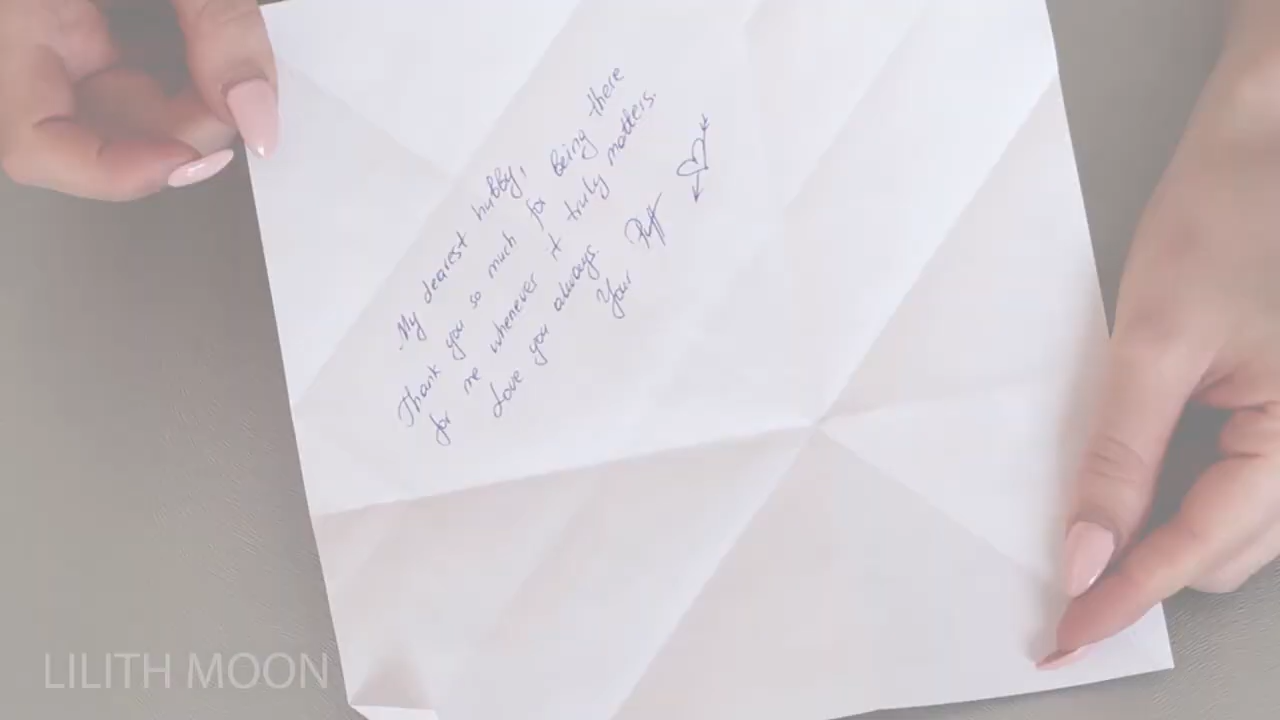 My dearest hubby,
Thank you so much for being there
for me whenever it truly matters.
Love you always.
Your Puff
LILITH MOON